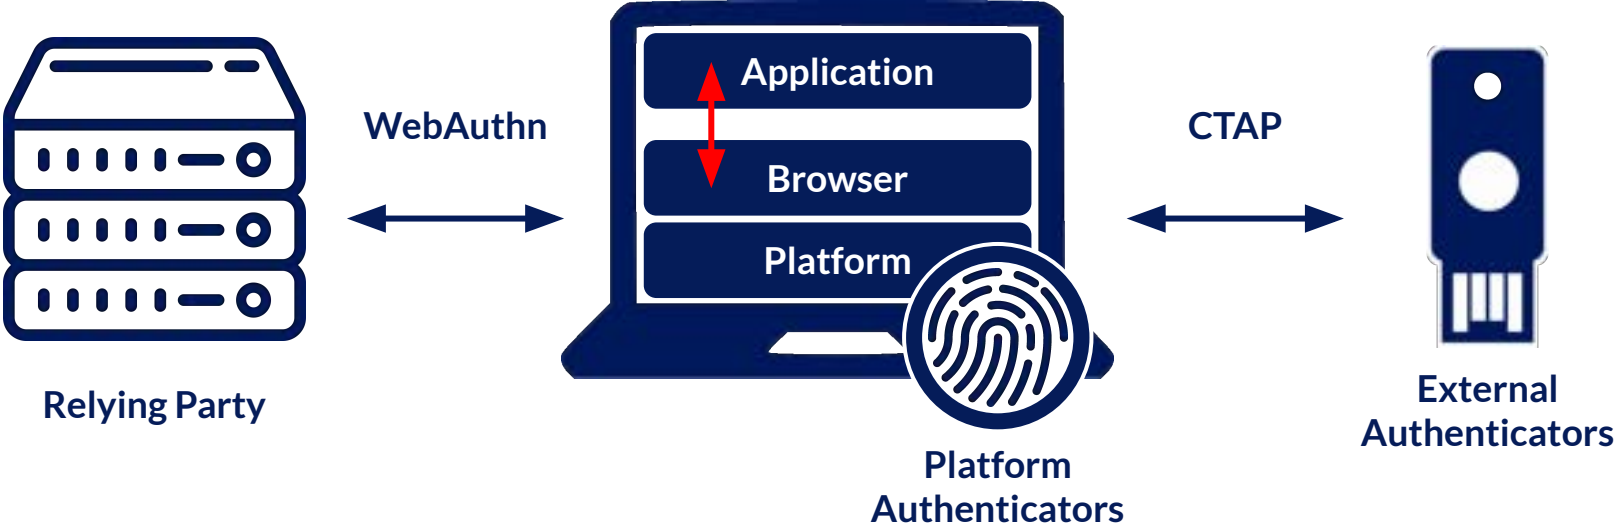 Application
WebAuthn
CTAP
Browser
Platform
Relying Party
External
Authenticators
Platform
Authenticators